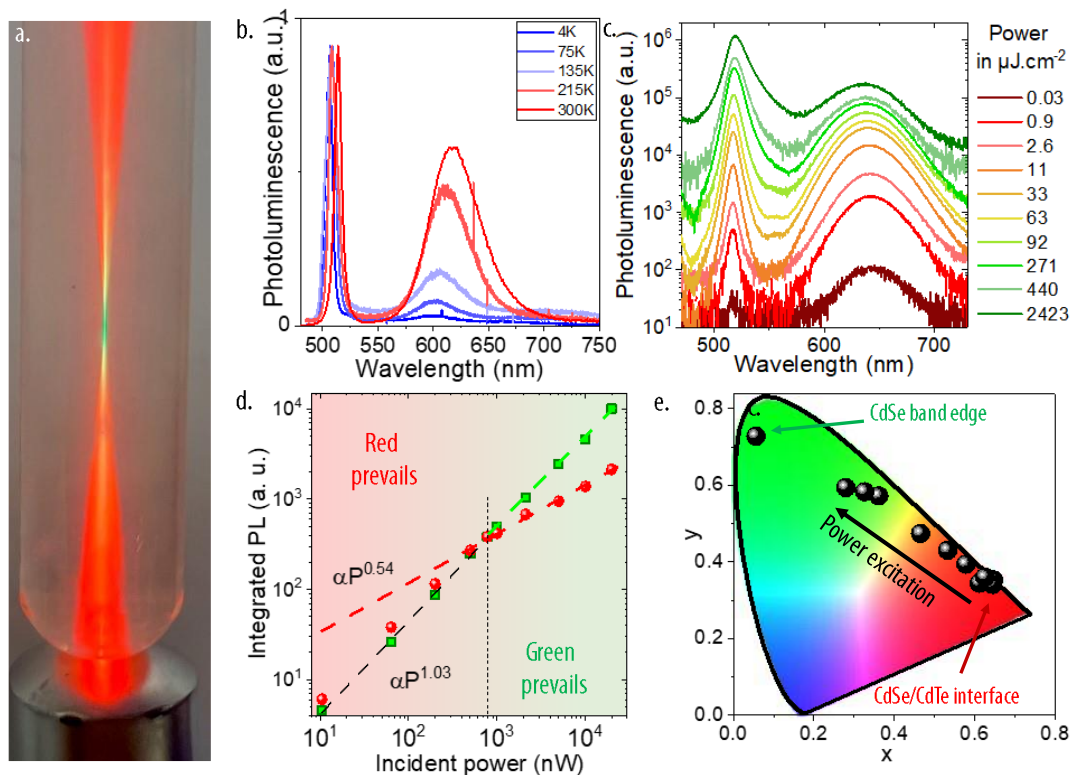 a.
b.
Photoluminescence (a.u.)
1
0
4K
75K
135K
215K
300K
500 550 600 650 700 750
Wavelength (nm)
c.
Photoluminescence (a.u.)
10^6
10^5
10^4
10^3
10^2
10^1
500 600 700
Wavelength (nm)
Power
in µJ.cm-2
0.03
0.9
2.6
11
33
63
92
271
440
2423
d.
Integrated PL (a. u.)
10^4
10^3
10^2
10^1
Red
prevails
αP^0.54
αP^1.03
Green
prevails
10^1 10^2 10^3 10^4
Incident power (nW)
e.
y
0.8
0.6
0.4
0.2
0.0
c.
CdSe band edge
Power excitation
CdSe/CdTe interface
0.0 0.2 0.4 0.6 0.8
x